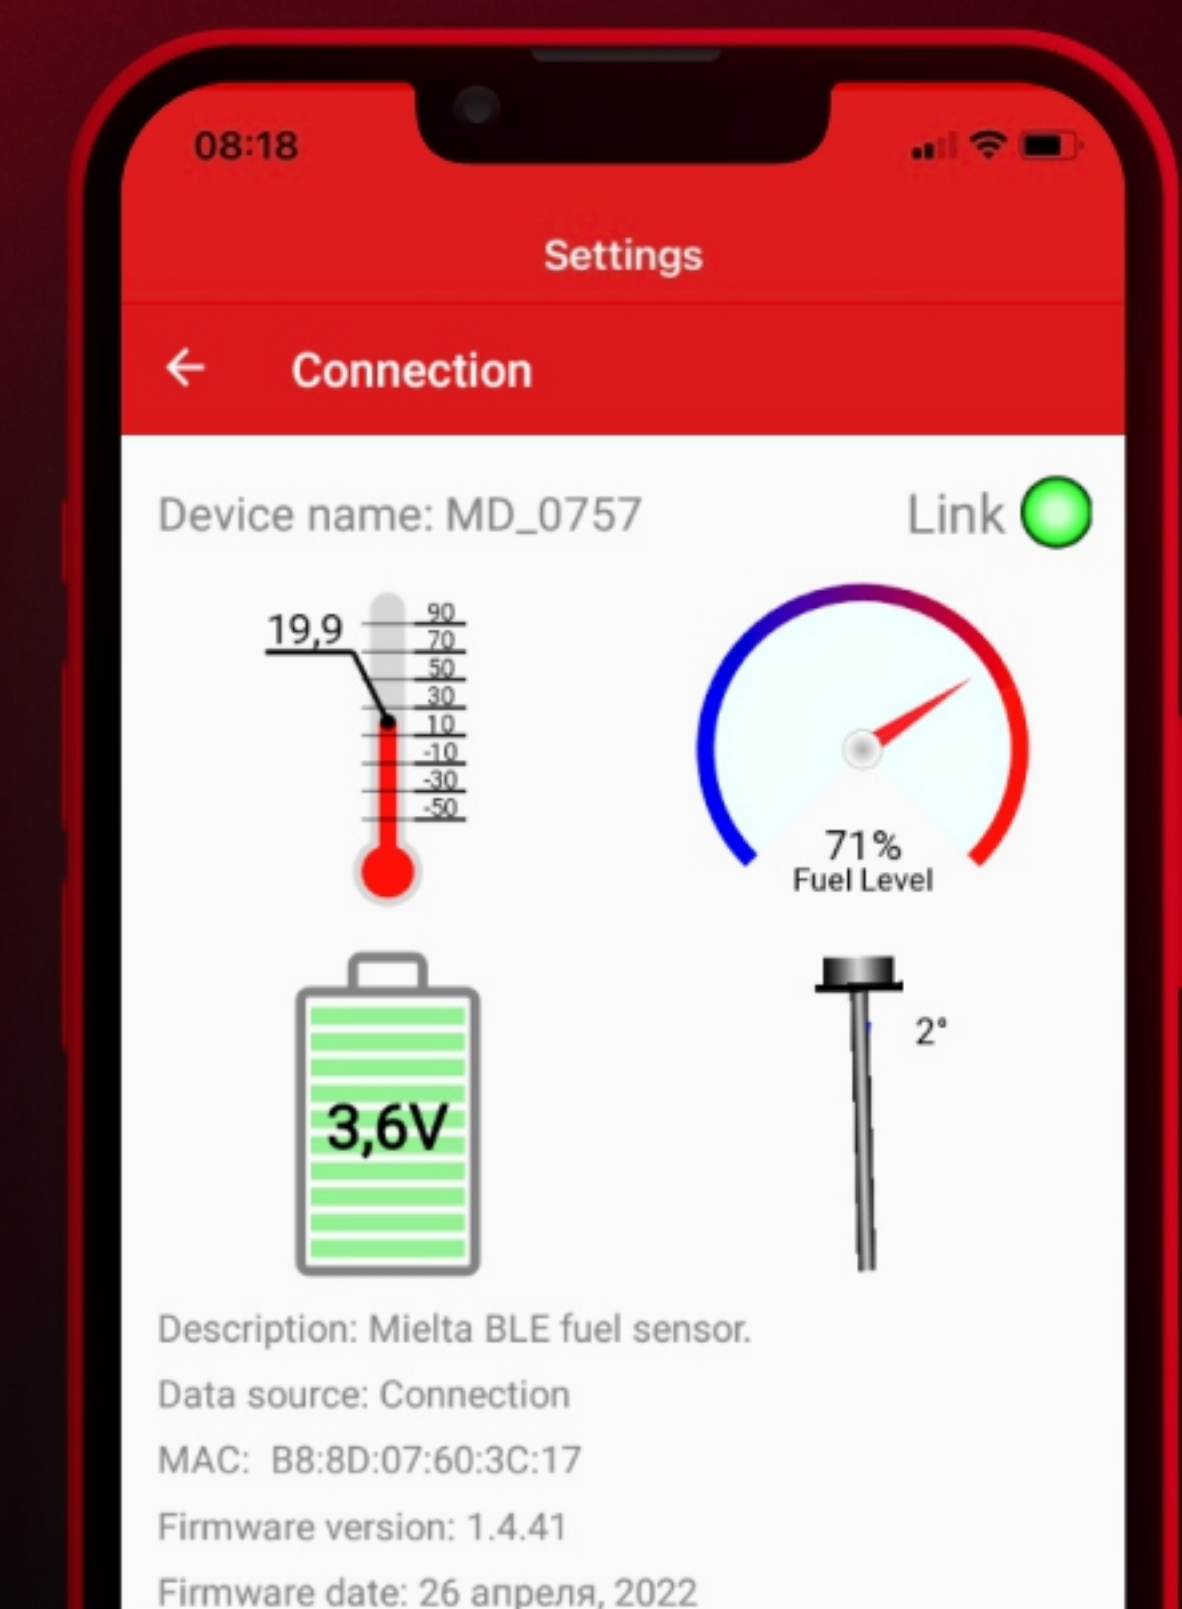 08:18
Settings
Connection
Device name: MD_0757
Link
19,9
90
70
50
30
10
-10
-30
-50
71%
Fuel Level
3,6V
2°
Description: Mielta BLE fuel sensor.
Data source: Connection
MAC: B8:8D:07:60:3C:17
Firmware version: 1.4.41
Firmware date: 26 апреля, 2022